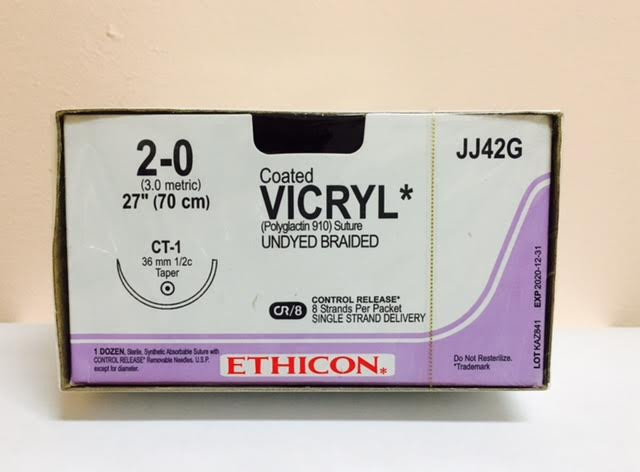 2-0
(3.0 metric)
27" (70 cm)
CT-1
36 mm 1/2c
Taper
Coated
VICRYL*
(Polyglactin 910) Suture
UNDYED BRAIDED
CR/8
CONTROL RELEASE*
8 Strands Per Packet
SINGLE STRAND DELIVERY
JJ42G
1 DOZEN, Sterile, Synthetic Absorbable Suture with
CONTROL RELEASE* Removable Needles. U.S.P.
except for diameter.
ETHICON*
Do Not Resterilize.
*Trademark
LOT KAZ841 EXP 2020-12-31